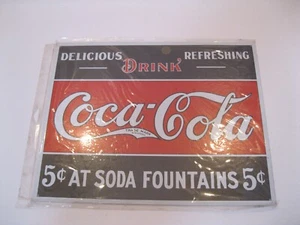 DELICIOUS REFRESHING
DRINK
Coca-Cola
5¢ AT SODA FOUNTAINS 5¢